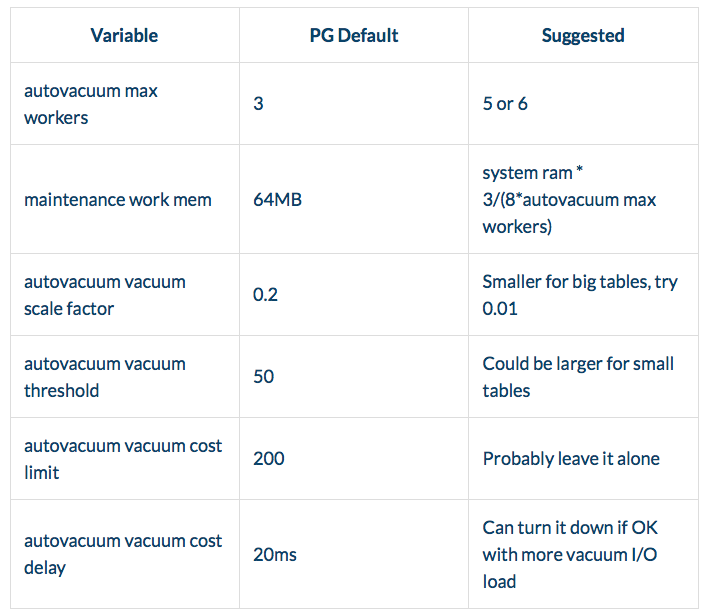 Variable PG Default Suggested
autovacuum max
workers
3
5 or 6
maintenance work mem
64MB
system ram *
3/(8*autovacuum max
workers)
autovacuum vacuum
scale factor
0.2
Smaller for big tables, try
0.01
autovacuum vacuum
threshold
50
Could be larger for small
tables
autovacuum vacuum cost
limit
200
Probably leave it alone
autovacuum vacuum cost
delay
20ms
Can turn it down if OK
with more vacuum I/O
load